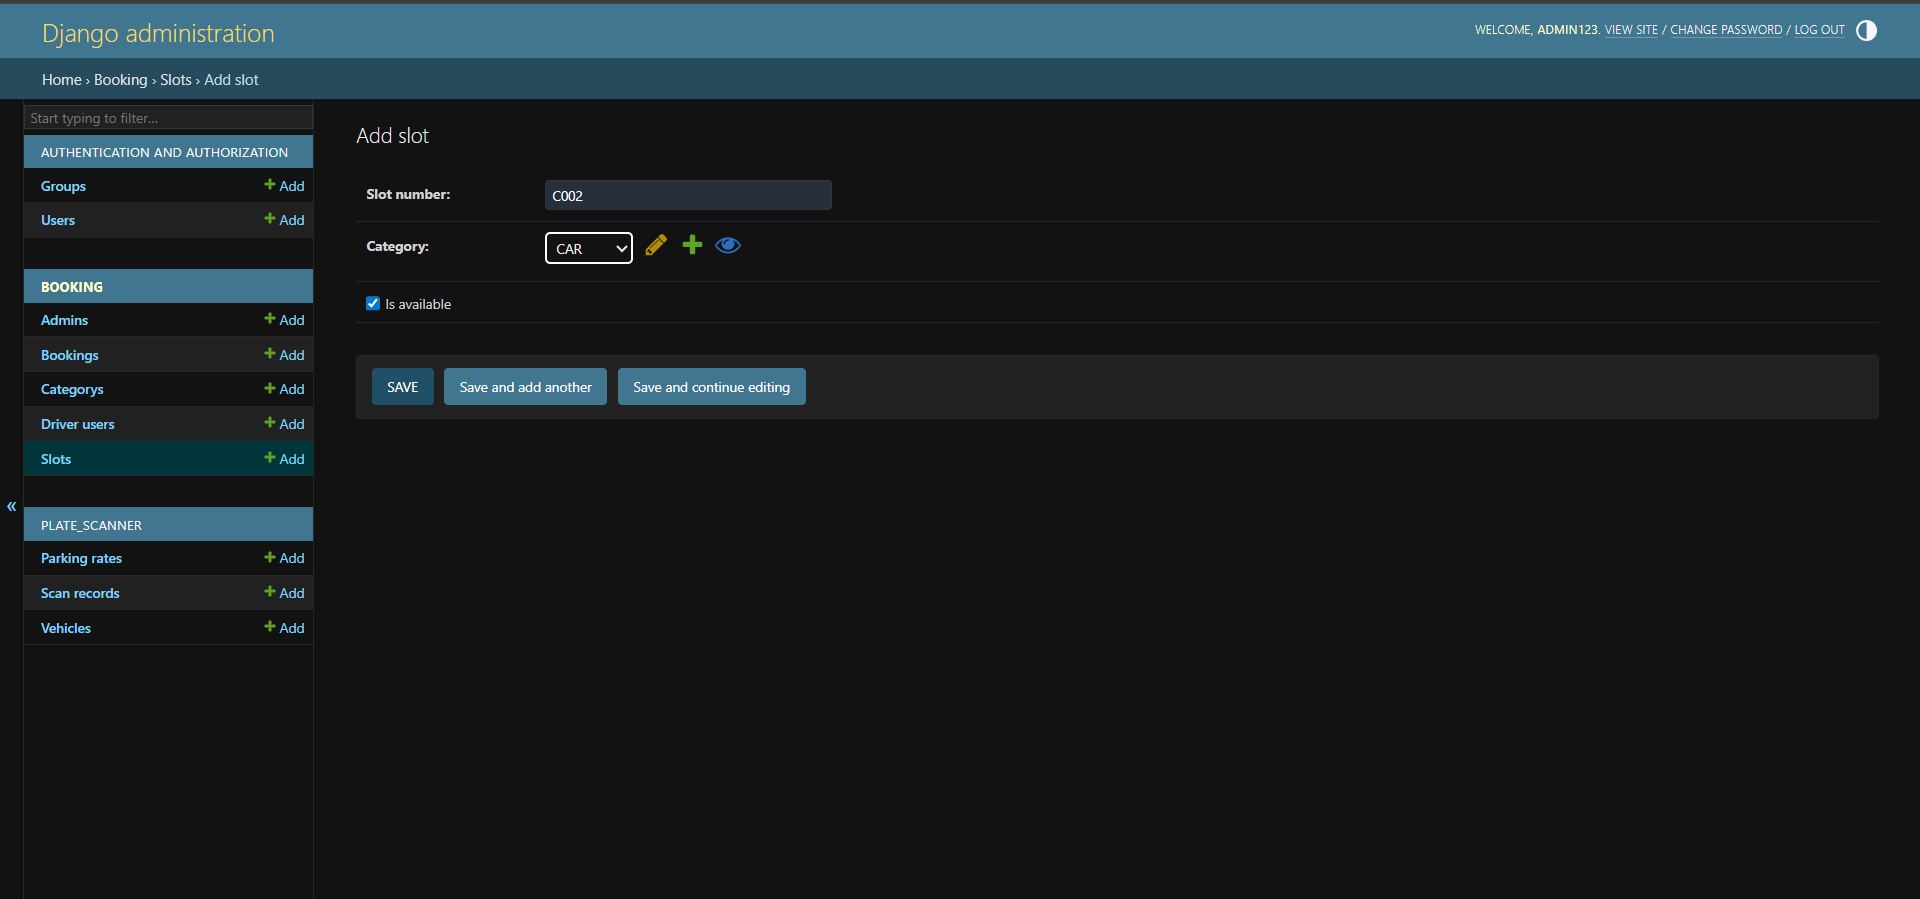 Django administration
WELCOME, ADMIN123. VIEW SITE / CHANGE PASSWORD / LOG OUT
Home › Booking › Slots › Add slot
Start typing to filter...
AUTHENTICATION AND AUTHORIZATION
Groups + Add
Users + Add
BOOKING
Admins + Add
Bookings + Add
Categorys + Add
Driver users + Add
Slots + Add
«
PLATE_SCANNER
Parking rates + Add
Scan records + Add
Vehicles + Add
Add slot
Slot number: C002
Category: CAR
Is available
SAVE Save and add another Save and continue editing